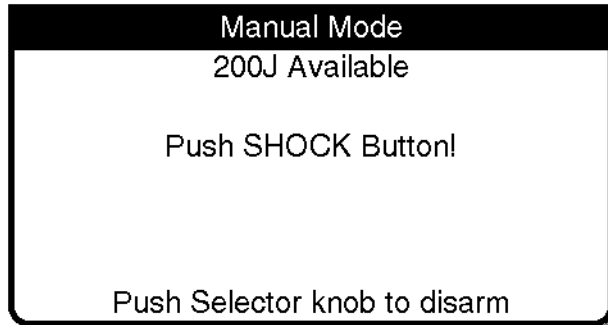 Manual Mode
200J Available
Push SHOCK Button!
Push Selector knob to disarm